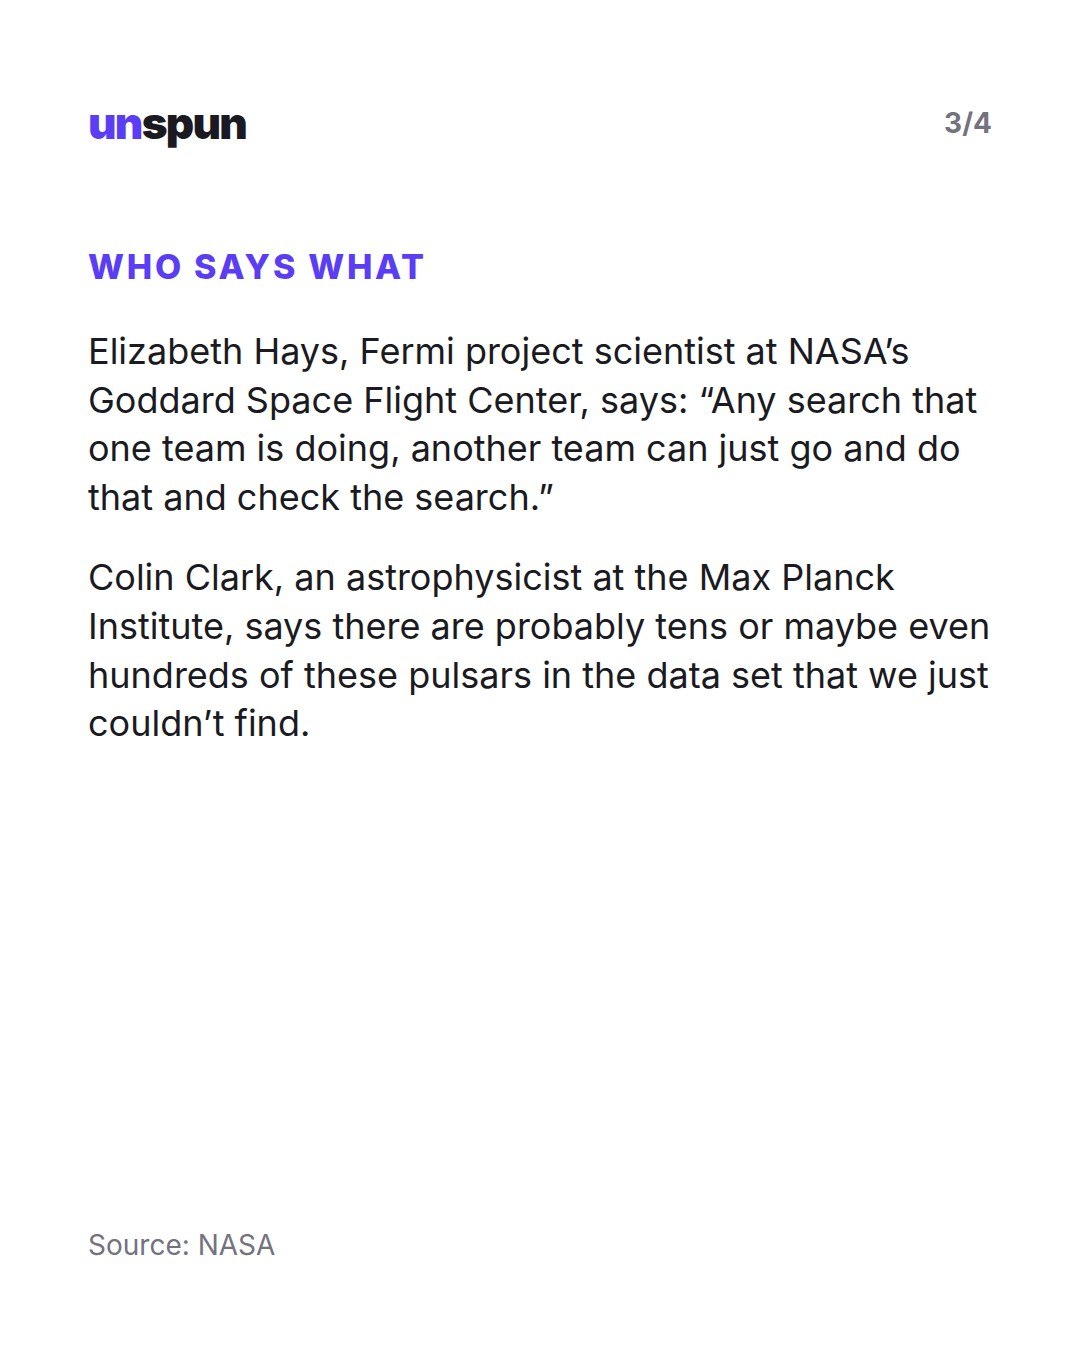 unspun
3/4
WHO SAYS WHAT
Elizabeth Hays, Fermi project scientist at NASA’s
Goddard Space Flight Center, says: “Any search that
one team is doing, another team can just go and do
that and check the search.”
Colin Clark, an astrophysicist at the Max Planck
Institute, says there are probably tens or maybe even
hundreds of these pulsars in the data set that we just
couldn’t find.
Source: NASA